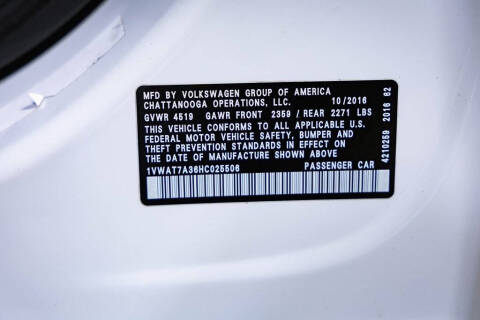 MFD BY VOLKSWAGEN GROUP OF AMERICA
CHATTANOOGA OPERATIONS, LLC. 10/2016
GVWR 4519 GAWR FRONT 2359 / REAR 2271 LBS
THIS VEHICLE CONFORMS TO ALL APPLICABLE U.S.
FEDERAL MOTOR VEHICLE SAFETY, BUMPER AND
THEFT PREVENTION STANDARDS IN EFFECT ON
THE DATE OF MANUFACTURE SHOWN ABOVE
1VWAT7A36HC025506 PASSENGER CAR
4210259 2016 62